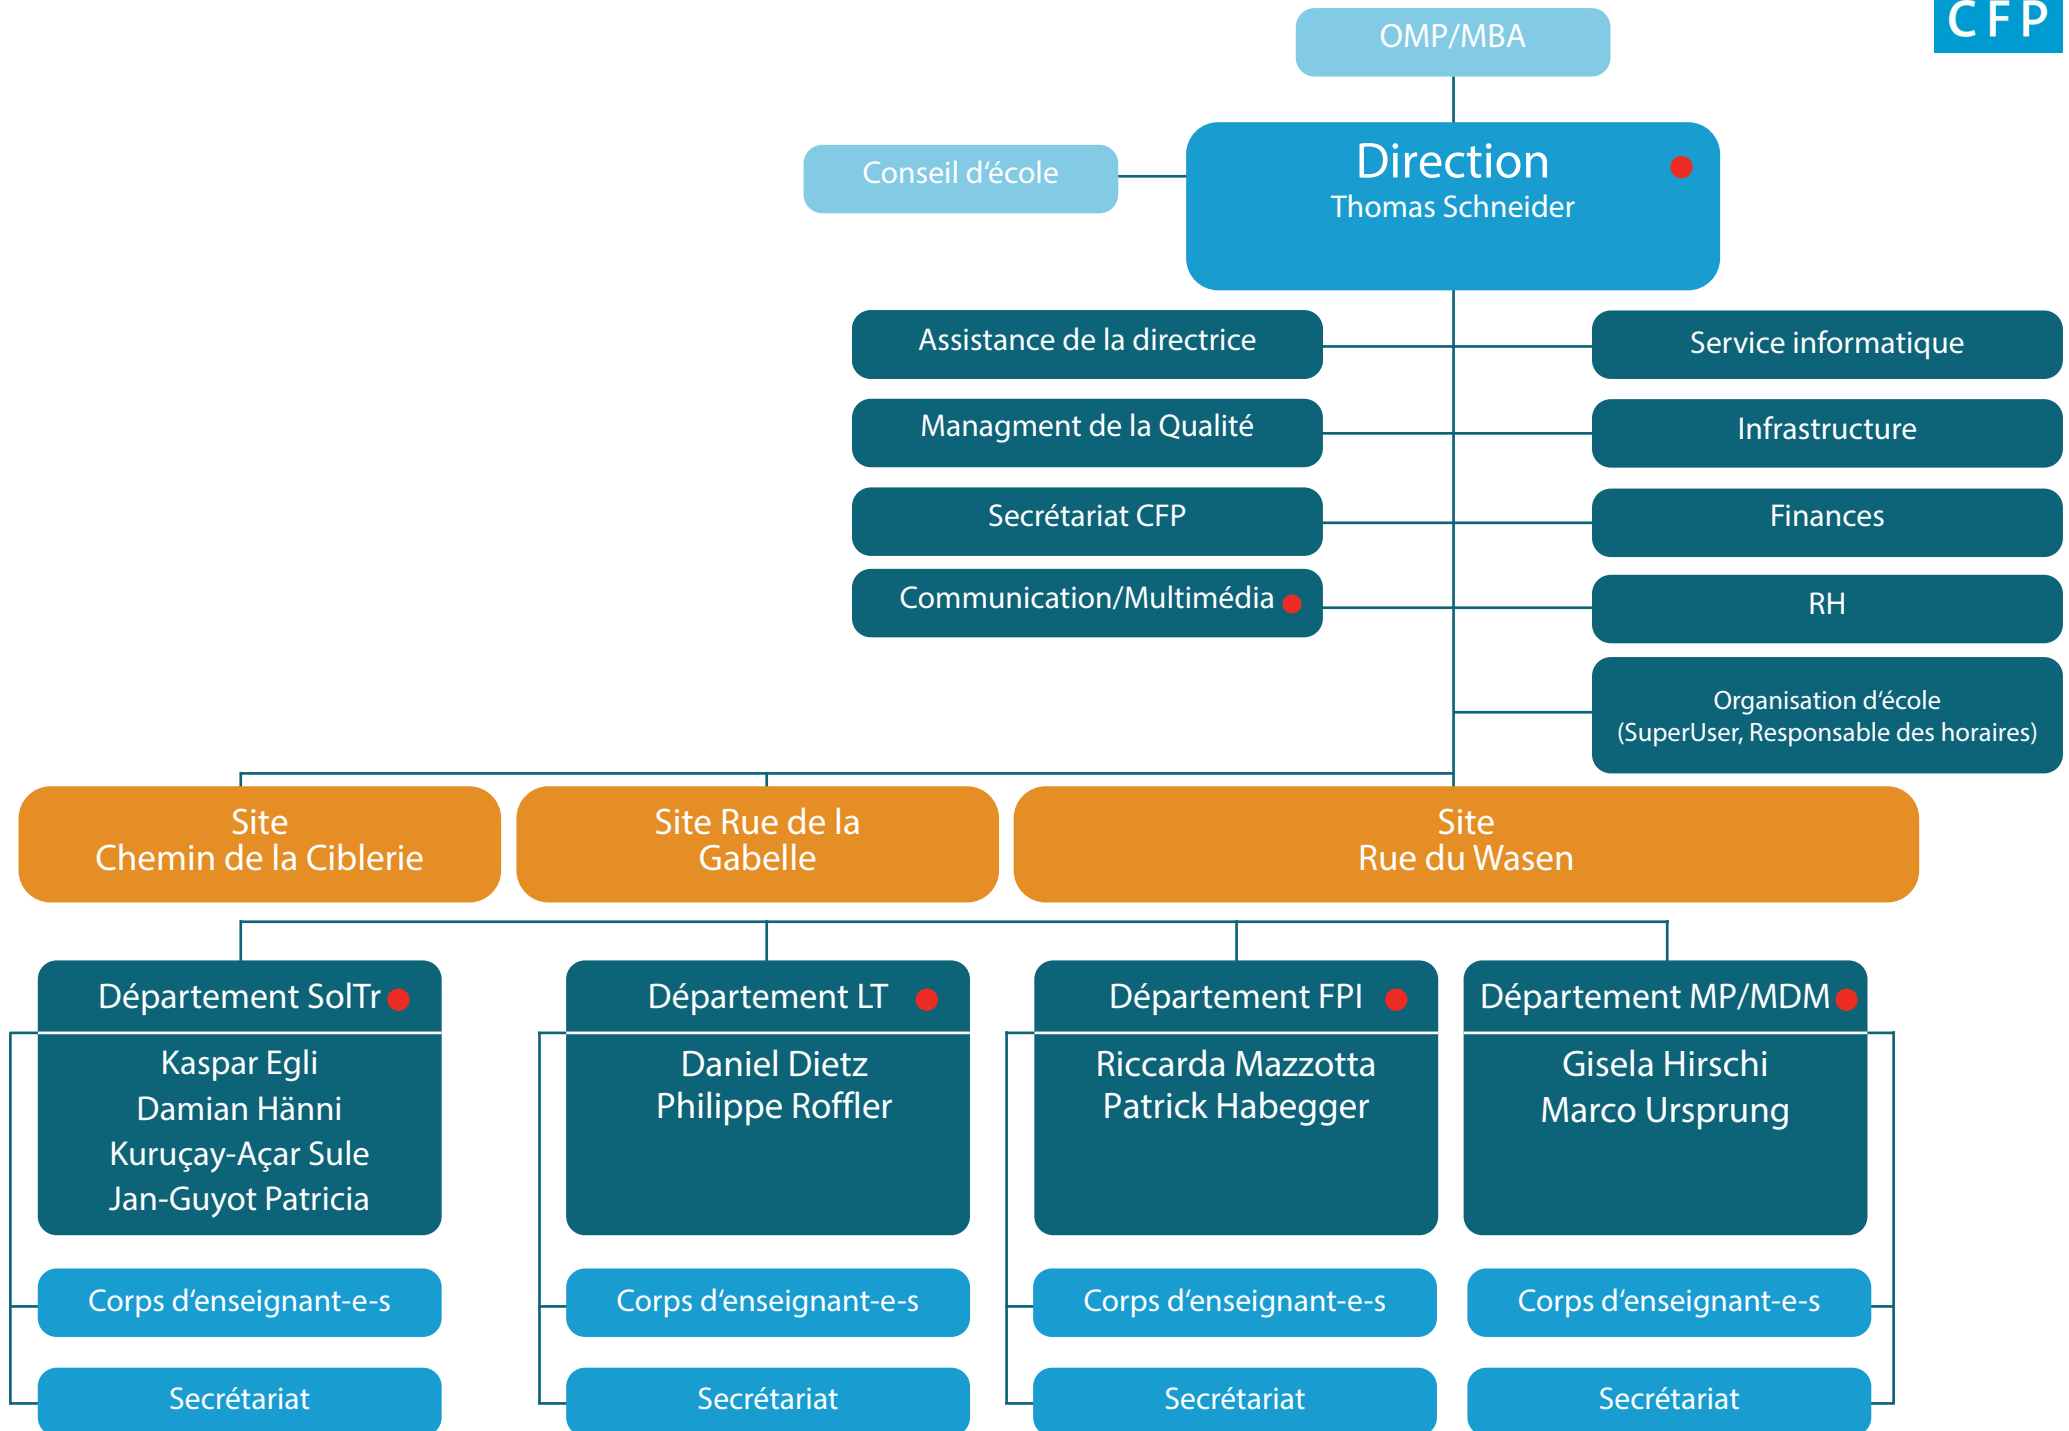 CFP
OMP/MBA
Conseil d‘école
Direction
Thomas Schneider
Assistance de la directrice
Service informatique
Managment de la Qualité
Infrastructure
Secrétariat CFP
Finances
Communication/Multimédia
RH
Organisation d‘école
(SuperUser, Responsable des horaires)
Site
Chemin de la Ciblerie
Site Rue de la
Gabelle
Site
Rue du Wasen
Département SolTr
Kaspar Egli
Damian Hänni
Kuruçay-Açar Sule
Jan-Guyot Patricia
Corps d‘enseignant-e-s
Secrétariat
Département LT
Daniel Dietz
Philippe Roffler
Corps d‘enseignant-e-s
Secrétariat
Département FPI
Riccarda Mazzotta
Patrick Habegger
Corps d‘enseignant-e-s
Secrétariat
Département MP/MDM
Gisela Hirschi
Marco Ursprung
Corps d‘enseignant-e-s
Secrétariat